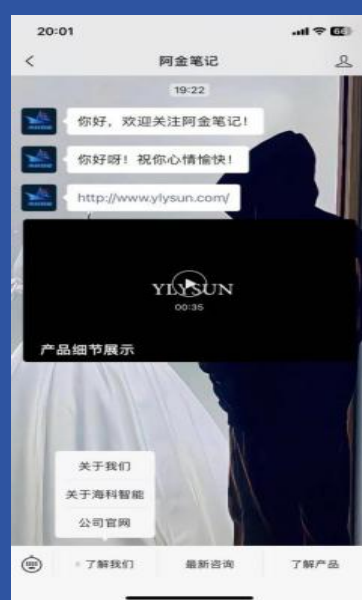 20:01
阿金笔记
19:22
你好，欢迎关注阿金笔记！
你好呀！祝你心情愉快！
http://www.ylysun.com/
YLYSUN
00:35
产品细节展示
关于我们
关于海科智能
公司官网
了解我们
最新咨询
了解产品